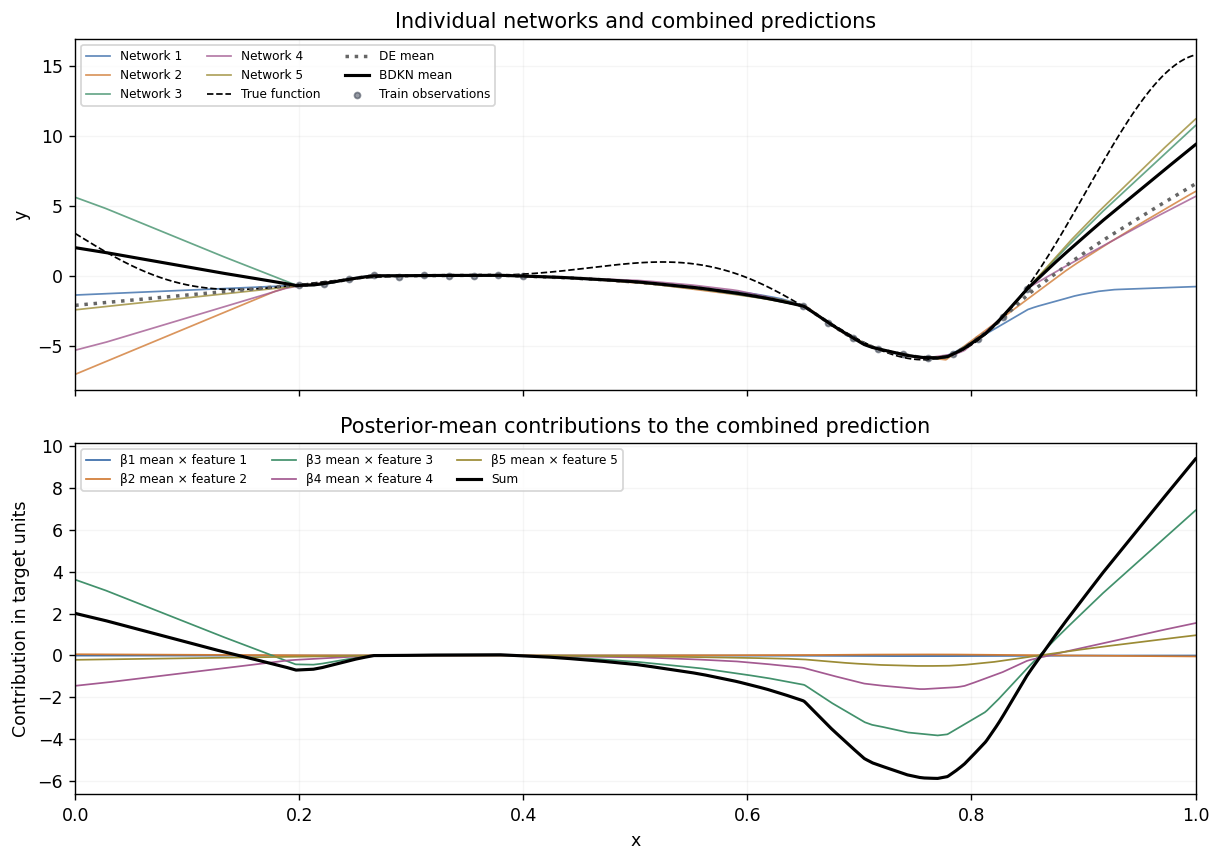 Individual networks and combined predictions
Network 1 Network 4 DE mean
Network 2 Network 5 BDKN mean
Network 3 True function Train observations
15
10
5
0
−5
y
Posterior-mean contributions to the combined prediction
β1 mean × feature 1 β3 mean × feature 3 β5 mean × feature 5
β2 mean × feature 2 β4 mean × feature 4 Sum
10
8
6
4
2
0
−2
−4
−6
Contribution in target units
0.0 0.2 0.4 0.6 0.8 1.0
x